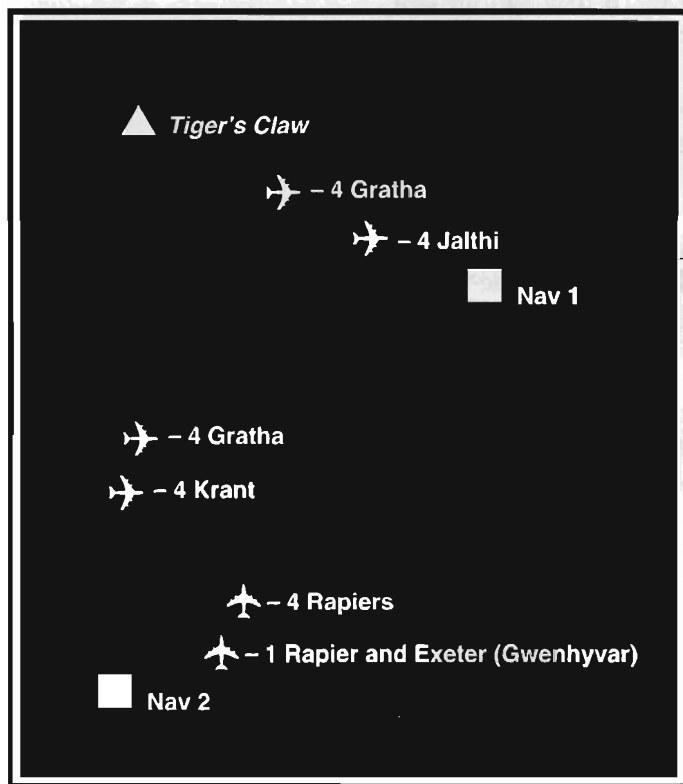 Tiger's Claw
– 4 Gratha
– 4 Jalthi
Nav 1
– 4 Gratha
– 4 Krant
– 4 Rapiers
– 1 Rapier and Exeter (Gwenhyvar)
Nav 2